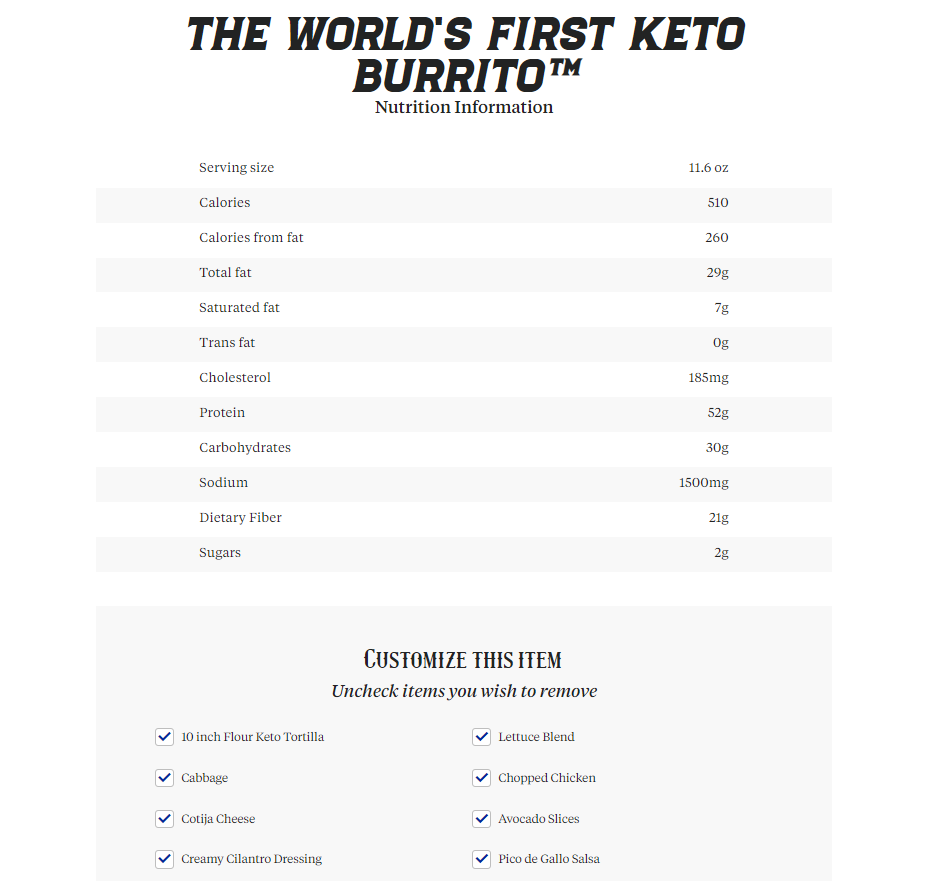 THE WORLD'S FIRST KETO
BURRITO™
Nutrition Information
Serving size 11.6 oz
Calories 510
Calories from fat 260
Total fat 29g
Saturated fat 7g
Trans fat 0g
Cholesterol 185mg
Protein 52g
Carbohydrates 30g
Sodium 1500mg
Dietary Fiber 21g
Sugars 2g
Customize this item
Uncheck items you wish to remove
10 inch Flour Keto Tortilla Lettuce Blend
Cabbage Chopped Chicken
Cotija Cheese Avocado Slices
Creamy Cilantro Dressing Pico de Gallo Salsa